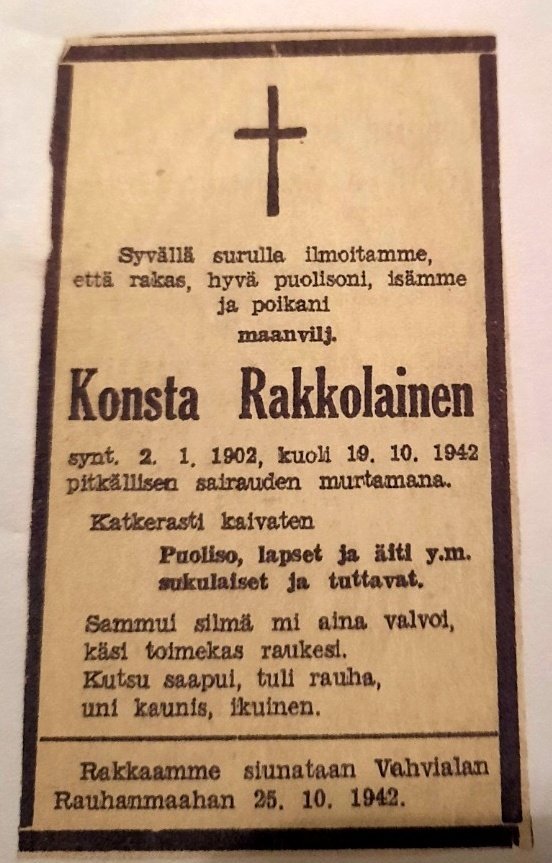 Syvällä surulla ilmoitamme,
että rakas, hyvä puolisoni, isämme
ja poikani
maanvilj.
Konsta Rakkolainen
synt. 2. 1. 1902, kuoli 19. 10. 1942
pitkällisen sairauden murtamana.
Katkerasti kaivaten
Puoliso, lapset ja äiti y.m.
sukulaiset ja tuttavat.
Sammui silmä mi aina valvoi,
käsi toimekas raukesi.
Kutsu saapui, tuli rauha,
uni kaunis, ikuinen.
Rakkaamme siunataan Vahvialan
Rauhanmaahan 25. 10. 1942.